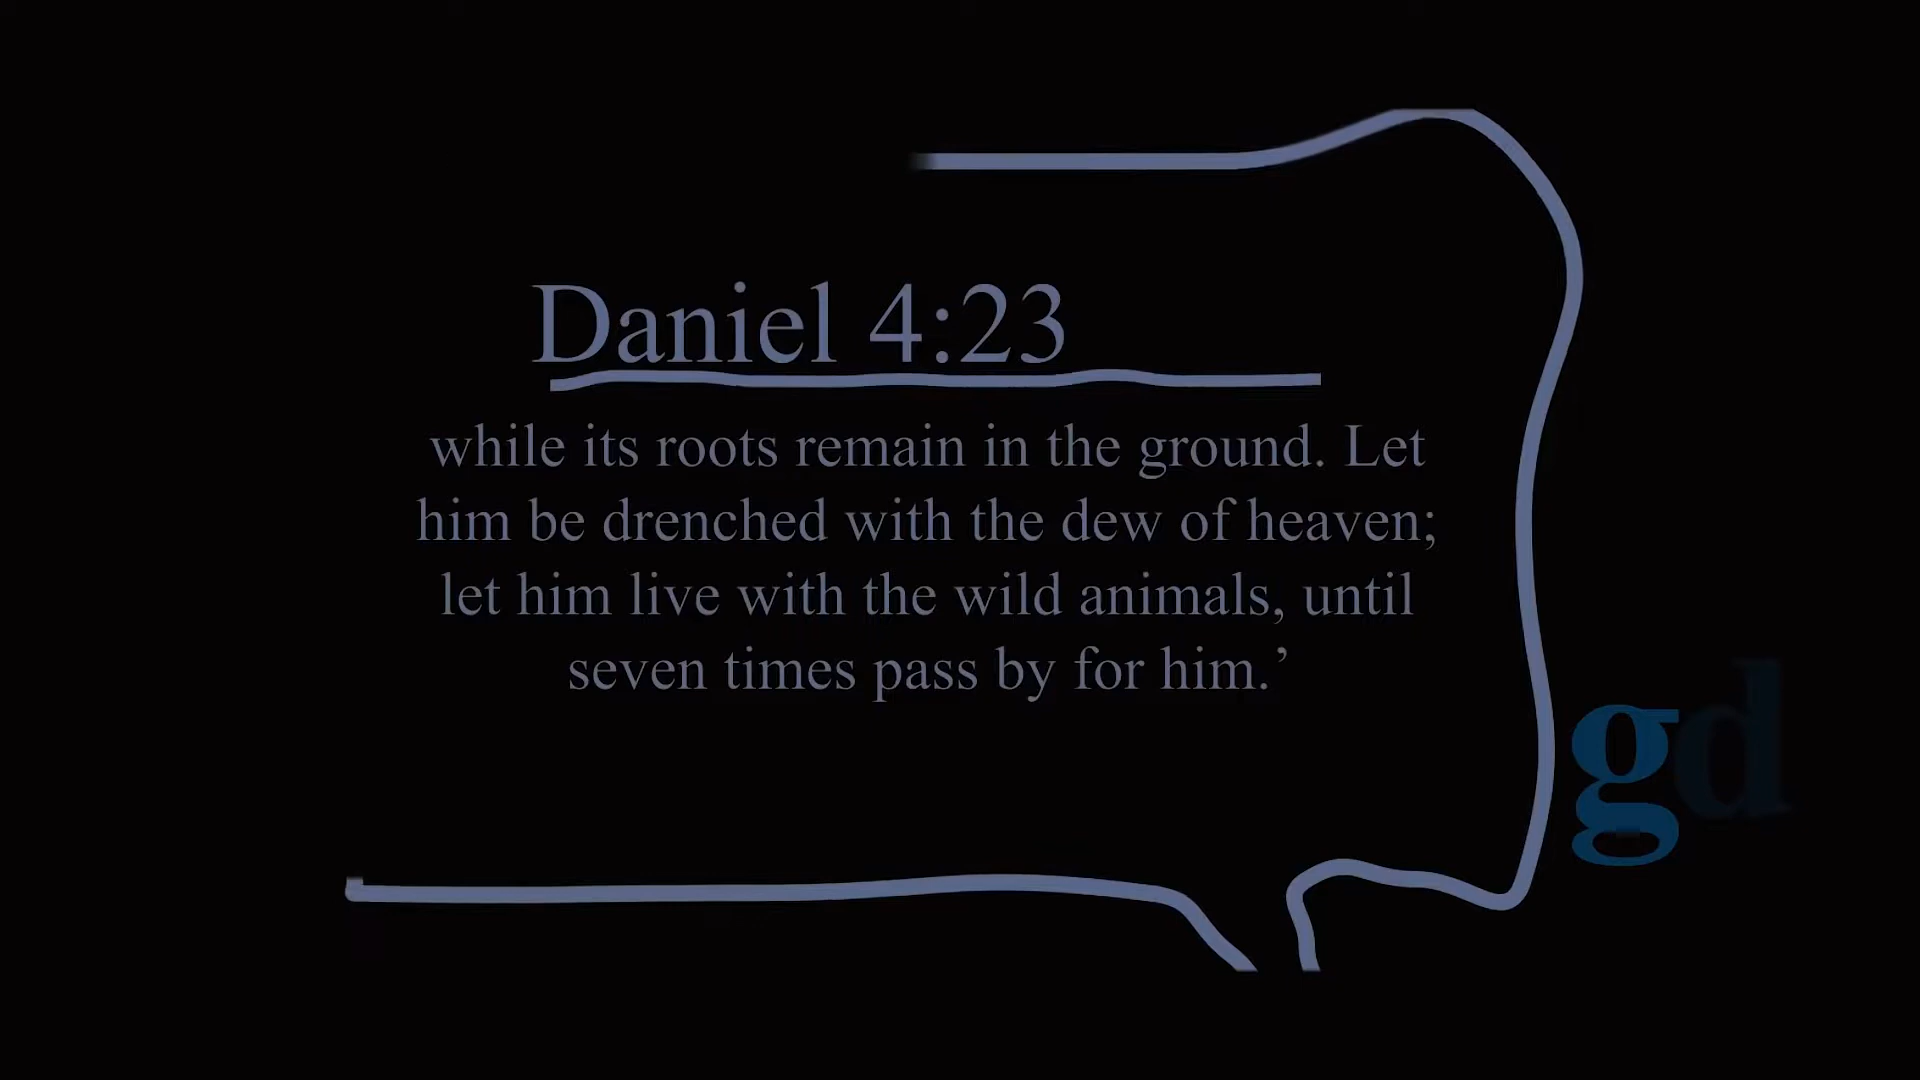 Daniel 4:23
while its roots remain in the ground. Let
him be drenched with the dew of heaven;
let him live with the wild animals, until
seven times pass by for him.’
gd